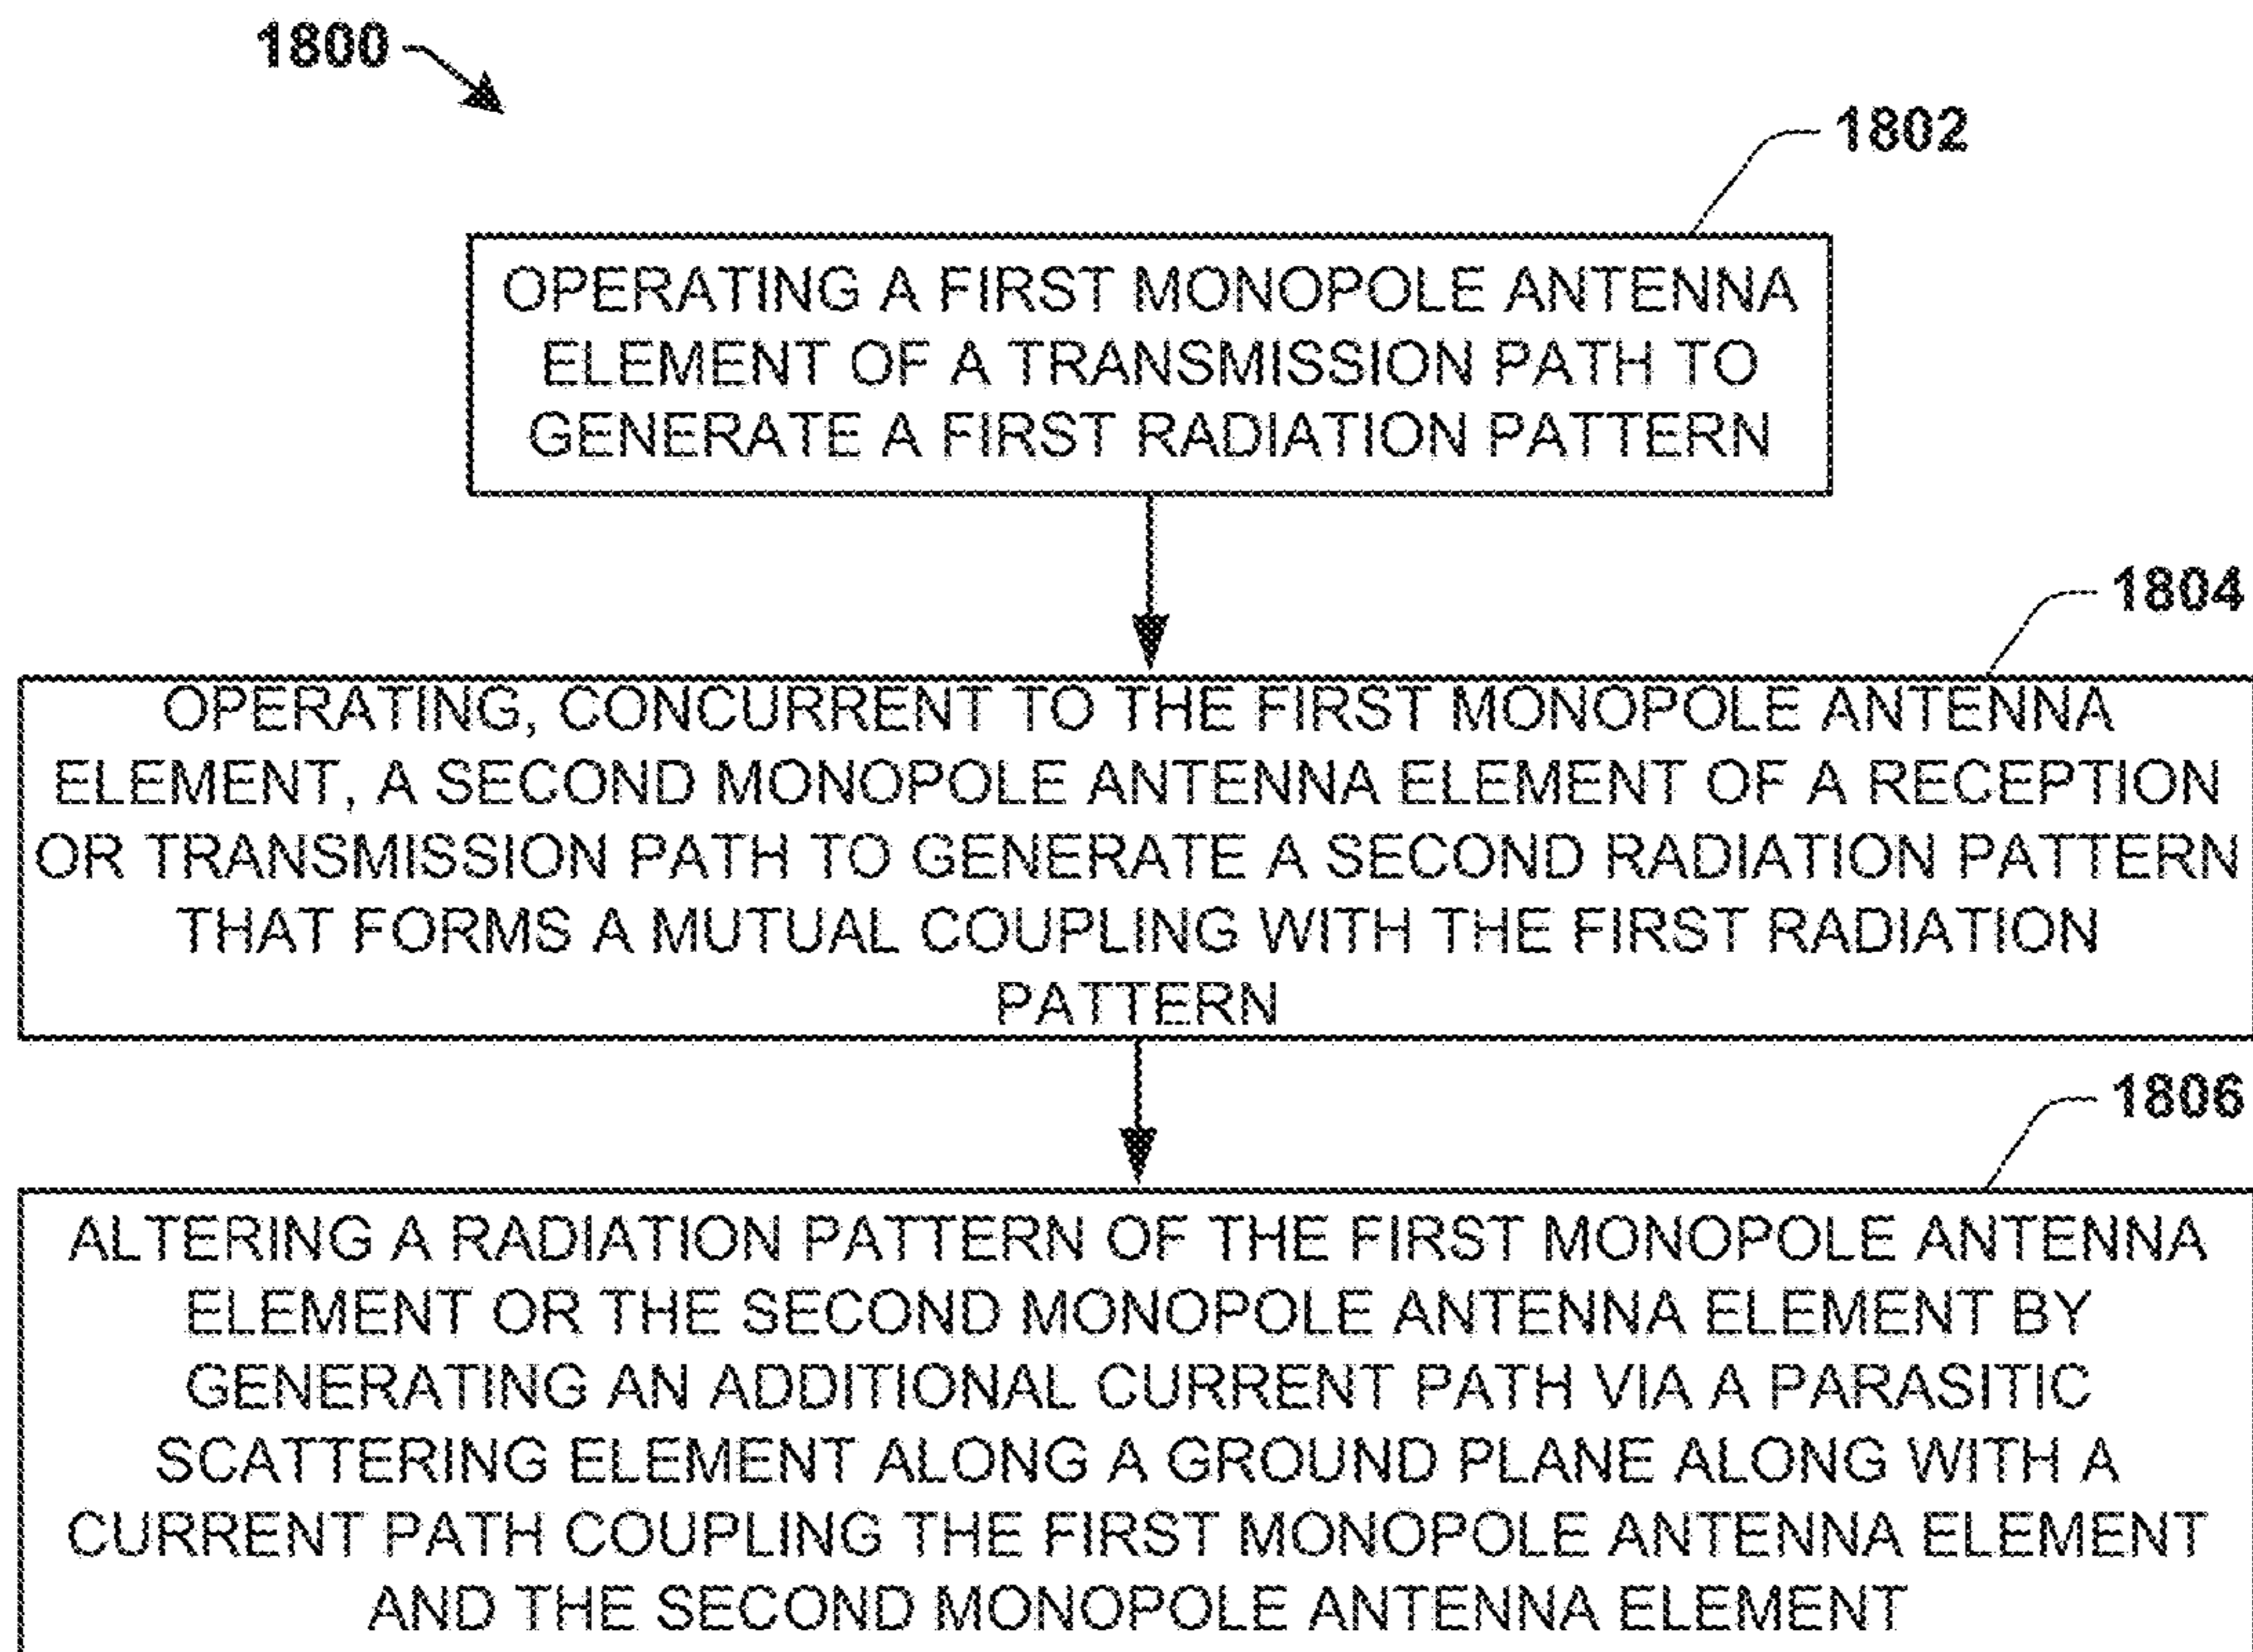 1800
1802
OPERATING A FIRST MONOPOLE ANTENNA
ELEMENT OF A TRANSMISSION PATH TO
GENERATE A FIRST RADIATION PATTERN
1804
OPERATING, CONCURRENT TO THE FIRST MONOPOLE ANTENNA
ELEMENT, A SECOND MONOPOLE ANTENNA ELEMENT OF A RECEPTION
OR TRANSMISSION PATH TO GENERATE A SECOND RADIATION PATTERN
THAT FORMS A MUTUAL COUPLING WITH THE FIRST RADIATION
PATTERN
1806
ALTERING A RADIATION PATTERN OF THE FIRST MONOPOLE ANTENNA
ELEMENT OR THE SECOND MONOPOLE ANTENNA ELEMENT BY
GENERATING AN ADDITIONAL CURRENT PATH VIA A PARASITIC
SCATTERING ELEMENT ALONG A GROUND PLANE ALONG WITH A
CURRENT PATH COUPLING THE FIRST MONOPOLE ANTENNA ELEMENT
AND THE SECOND MONOPOLE ANTENNA ELEMENT